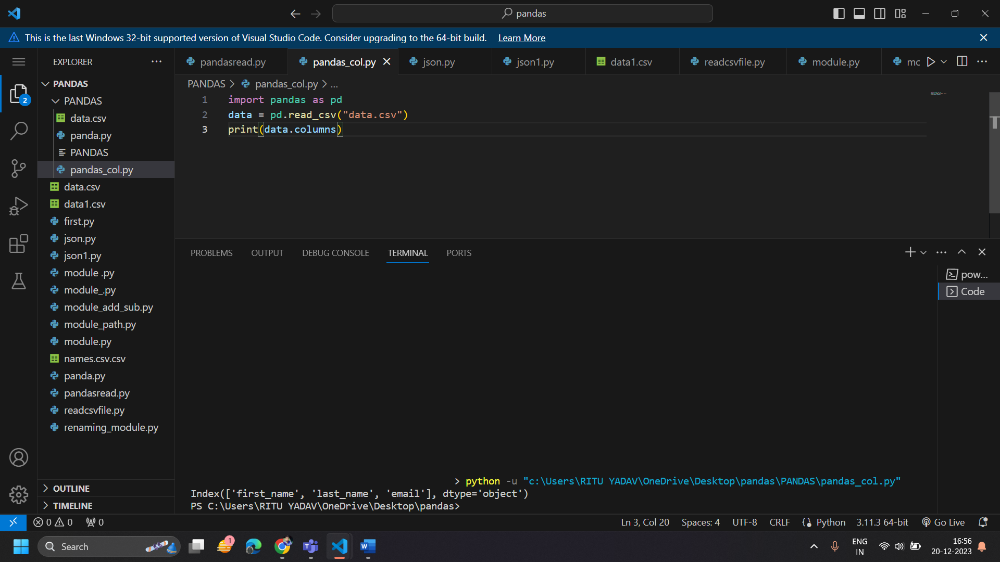 pandas
This is the last Windows 32-bit supported version of Visual Studio Code. Consider upgrading to the 64-bit build. Learn More
EXPLORER
pandasread.py
pandas_col.py
json.py
json1.py
data1.csv
readcsvfile.py
module.py
mc
2
PANDAS
PANDAS
data.csv
panda.py
PANDAS
pandas_col.py
data.csv
data1.csv
first.py
json.py
json1.py
module .py
module_.py
module_add_sub.py
module_path.py
module.py
names.csv.csv
panda.py
pandasread.py
readcsvfile.py
renaming_module.py
OUTLINE
TIMELINE
PANDAS > pandas_col.py > ...
1 import pandas as pd
2 data = pd.read_csv("data.csv")
3 print(data.columns)
PROBLEMS OUTPUT DEBUG CONSOLE TERMINAL PORTS
pow...
Code
> python -u "c:\Users\RITU YADAV\OneDrive\Desktop\pandas\PANDAS\pandas_col.py"
Index(['first_name', 'last_name', 'email'], dtype='object')
PS C:\Users\RITU YADAV\OneDrive\Desktop\pandas>
0 0 0
Ln 3, Col 20 Spaces: 4 UTF-8 CRLF {} Python 3.11.3 64-bit Go Live
Search
1
ENG
IN
16:56
20-12-2023